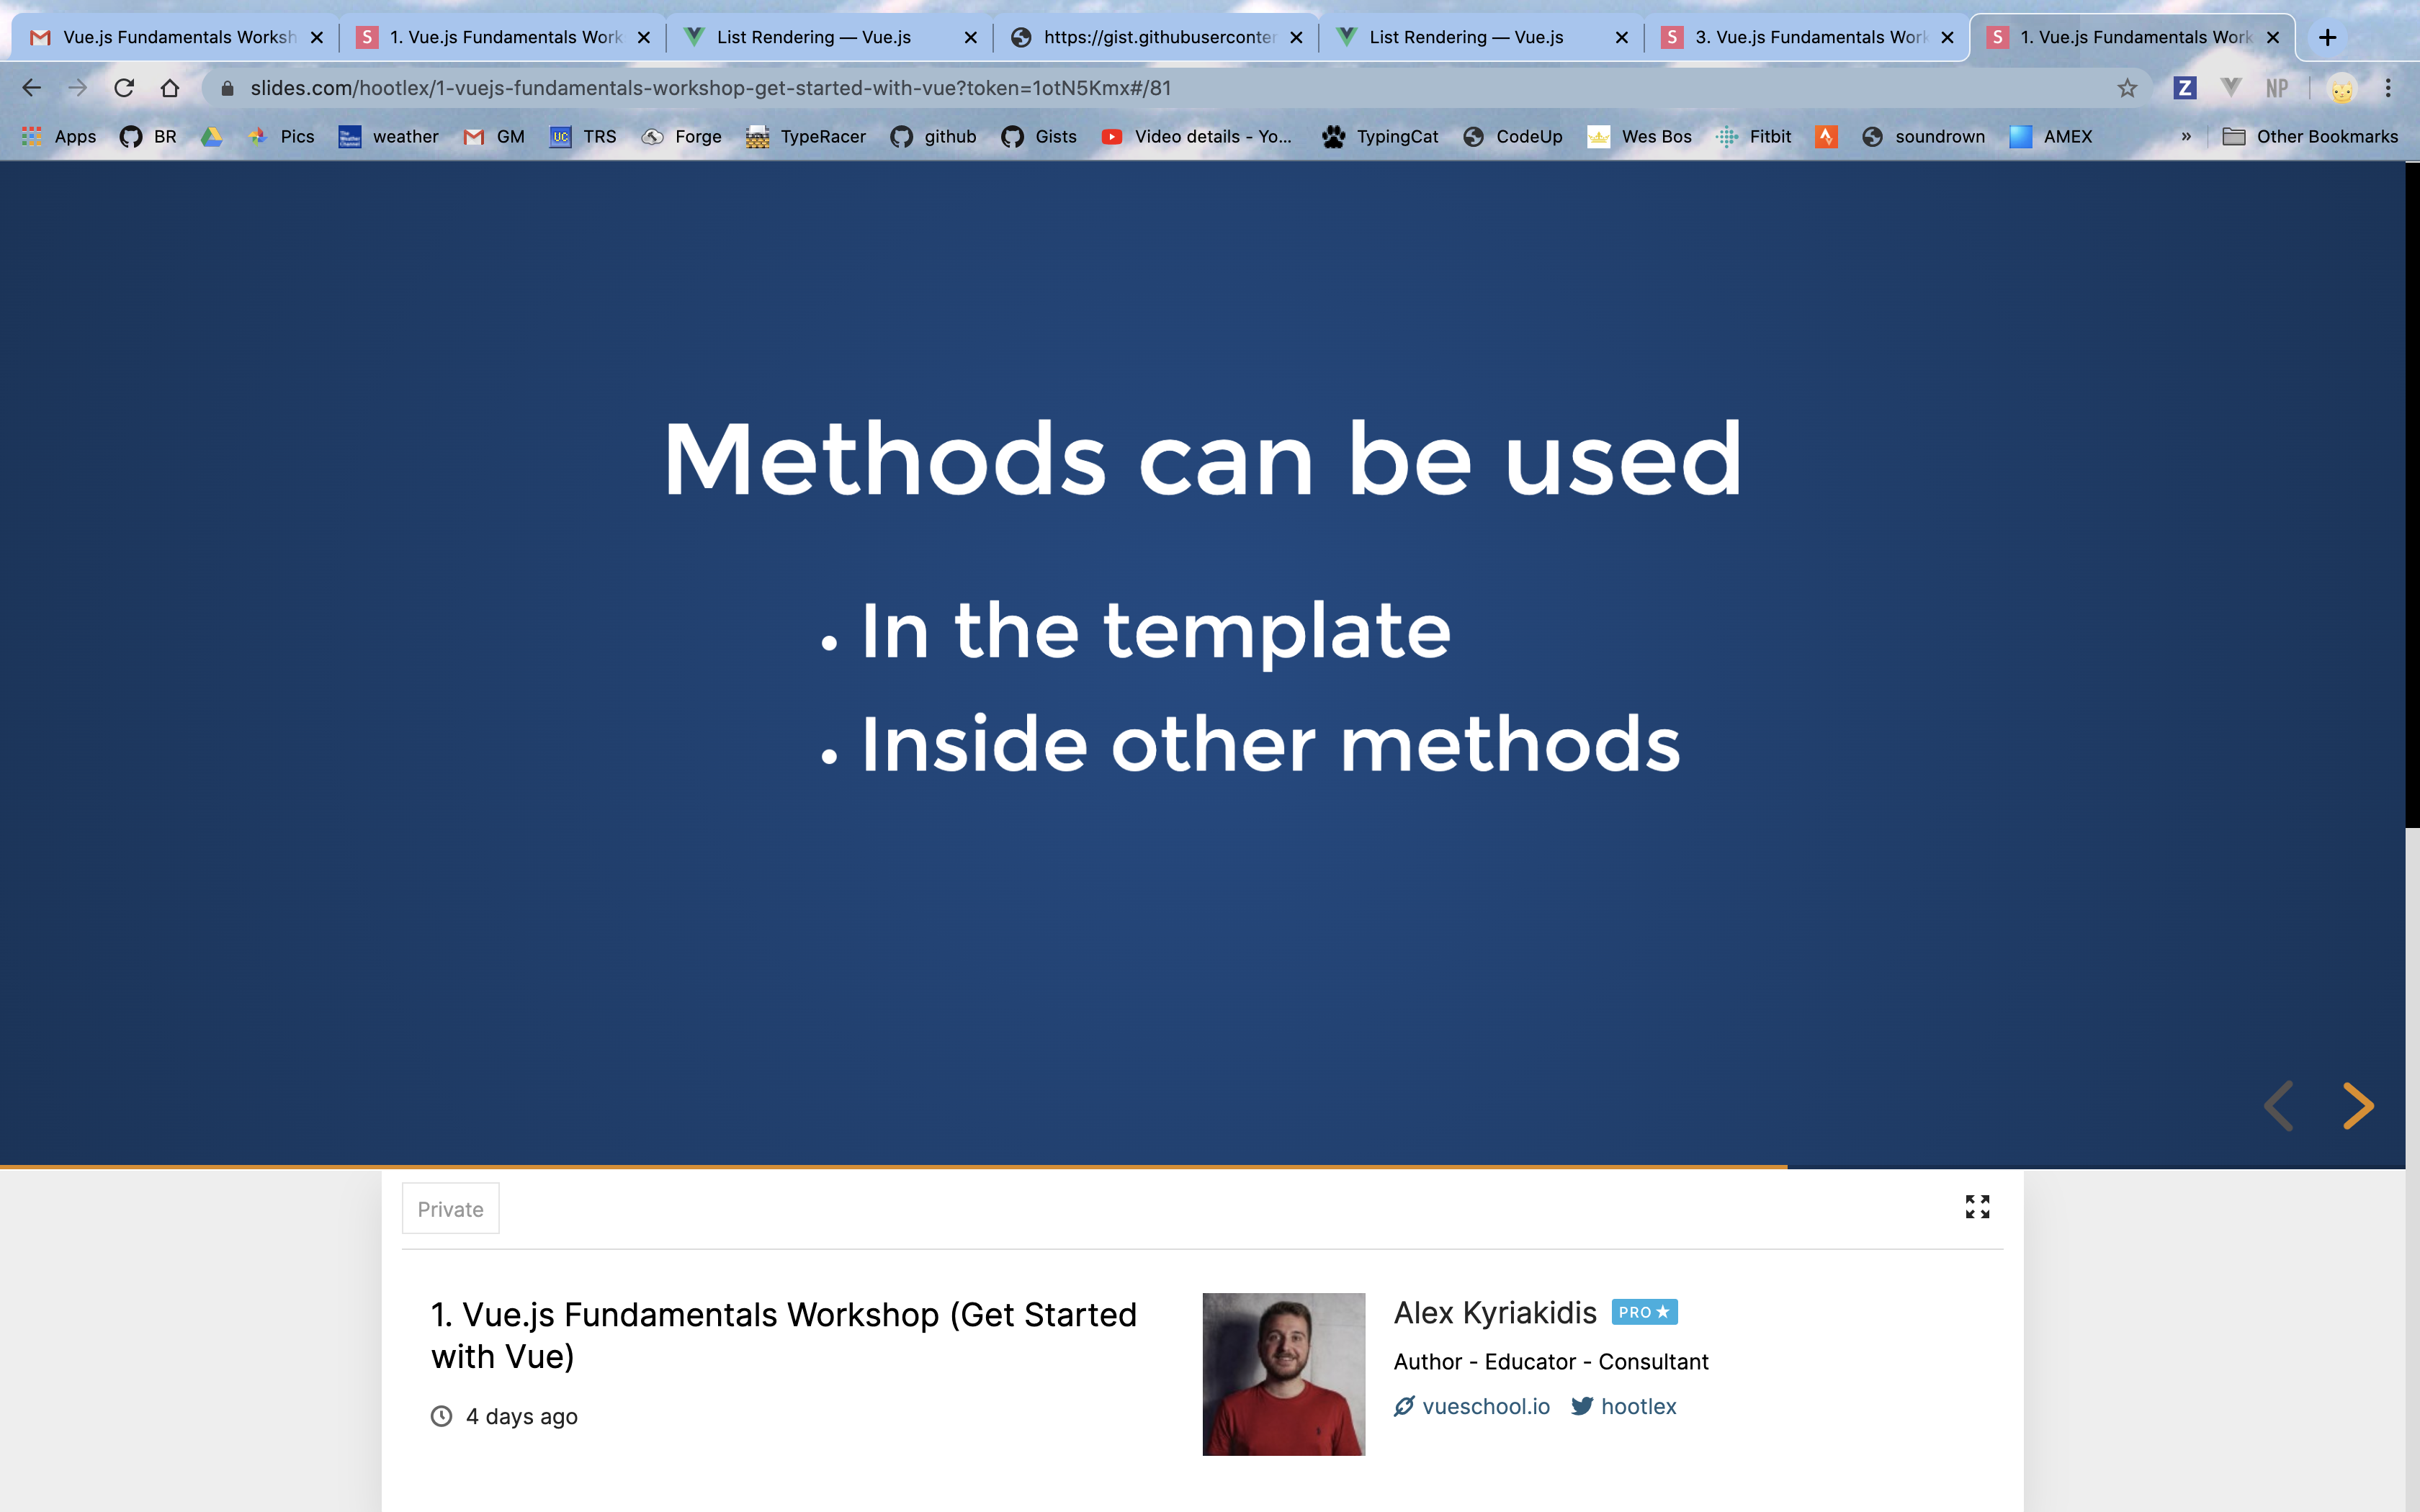 Vue.js Fundamentals Worksh
1. Vue.js Fundamentals Work
List Rendering — Vue.js
https://gist.githubuserconter
List Rendering — Vue.js
3. Vue.js Fundamentals Work
1. Vue.js Fundamentals Work
slides.com/hootlex/1-vuejs-fundamentals-workshop-get-started-with-vue?token=1otN5Kmx#/81
Z
NP
Apps
BR
Pics
weather
GM
UC
TRS
Forge
TypeRacer
github
Gists
Video details - Yo...
TypingCat
CodeUp
Wes Bos
Fitbit
soundrown
AMEX
»
Other Bookmarks
Methods can be used
• In the template
• Inside other methods
Private
1. Vue.js Fundamentals Workshop (Get Started
with Vue)
4 days ago
Alex Kyriakidis PRO
Author - Educator - Consultant
vueschool.io hootlex